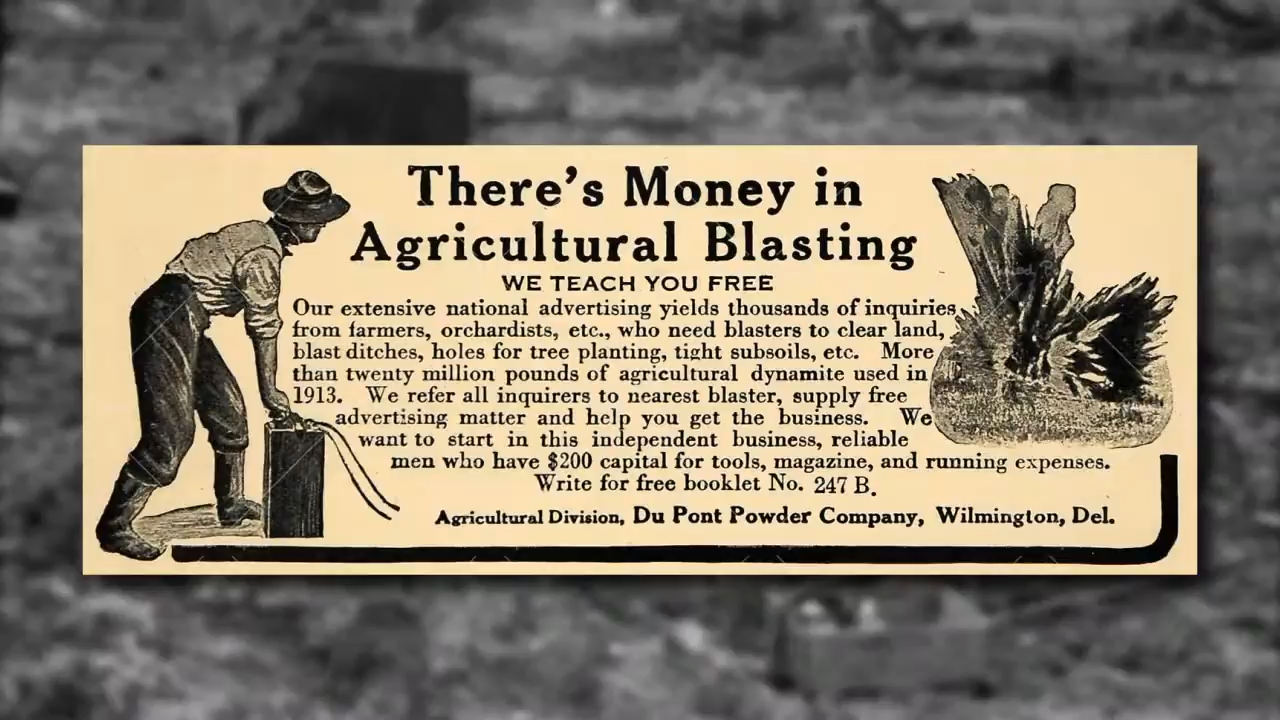 There's Money in
Agricultural Blasting
WE TEACH YOU FREE
Our extensive national advertising yields thousands of inquiries,
from farmers, orchardists, etc., who need blasters to clear land,
blast ditches, holes for tree planting, tight subsoils, etc. More
than twenty million pounds of agricultural dynamite used in
1913. We refer all inquirers to nearest blaster, supply free
advertising matter and help you get the business. We
want to start in this independent business, reliable
men who have $200 capital for tools, magazine, and running expenses.
Write for free booklet No. 247 B.
Agricultural Division, Du Pont Powder Company, Wilmington, Del.